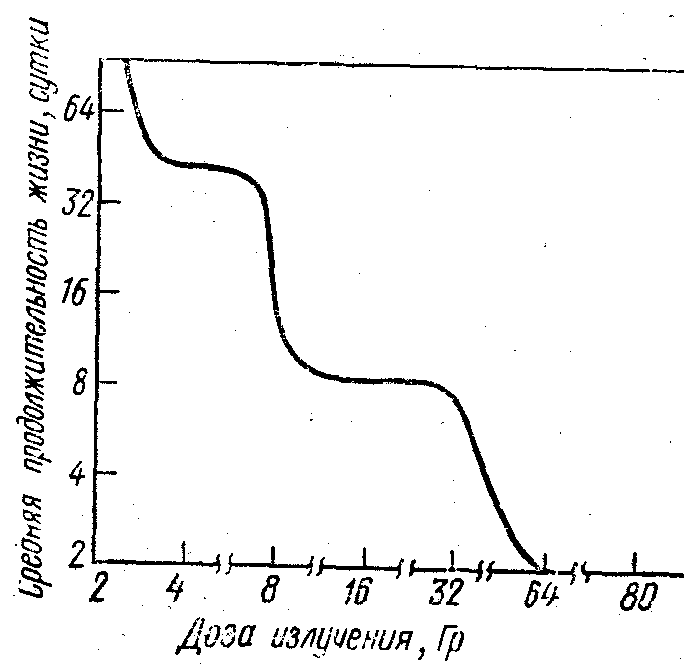 Средняя продолжительность жизни, сутки
64
32
16
8
4
2
2 4 8 16 32 64 80
Доза излучения, Гр